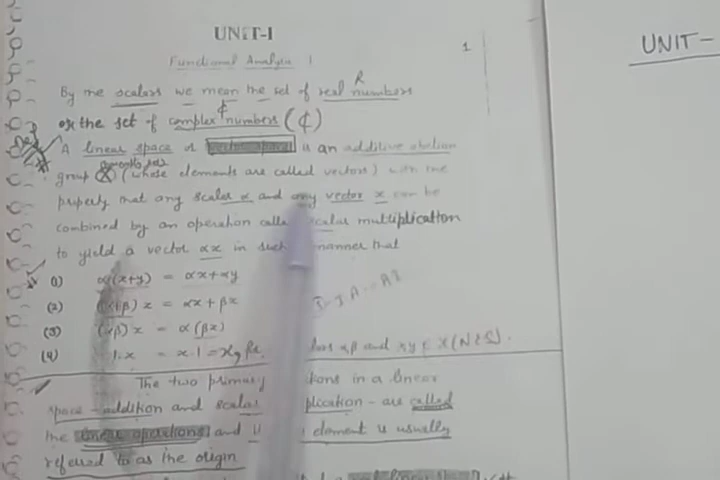 UNIT-I
1
Functional Analysis 1
By the scalars we mean the set of real numbers R
or the set of complex numbers (₵)
A linear space or is an additive abelian
group X (whose elements are called vectors) with the
property that any scalar α and any vector x can be
combined by an operation called scalar multiplication
to yield a vector αx in such manner that
(1) α(x+y) = αx+αy
(2) (α+β)x = αx+βx
(3) (αβ)x = α(βx)
(4) 1.x = x.1 = x
The two primary in a linear
space - addition and scalar - are called
the linear operations and element is usually
referred to as the origin
UNIT-